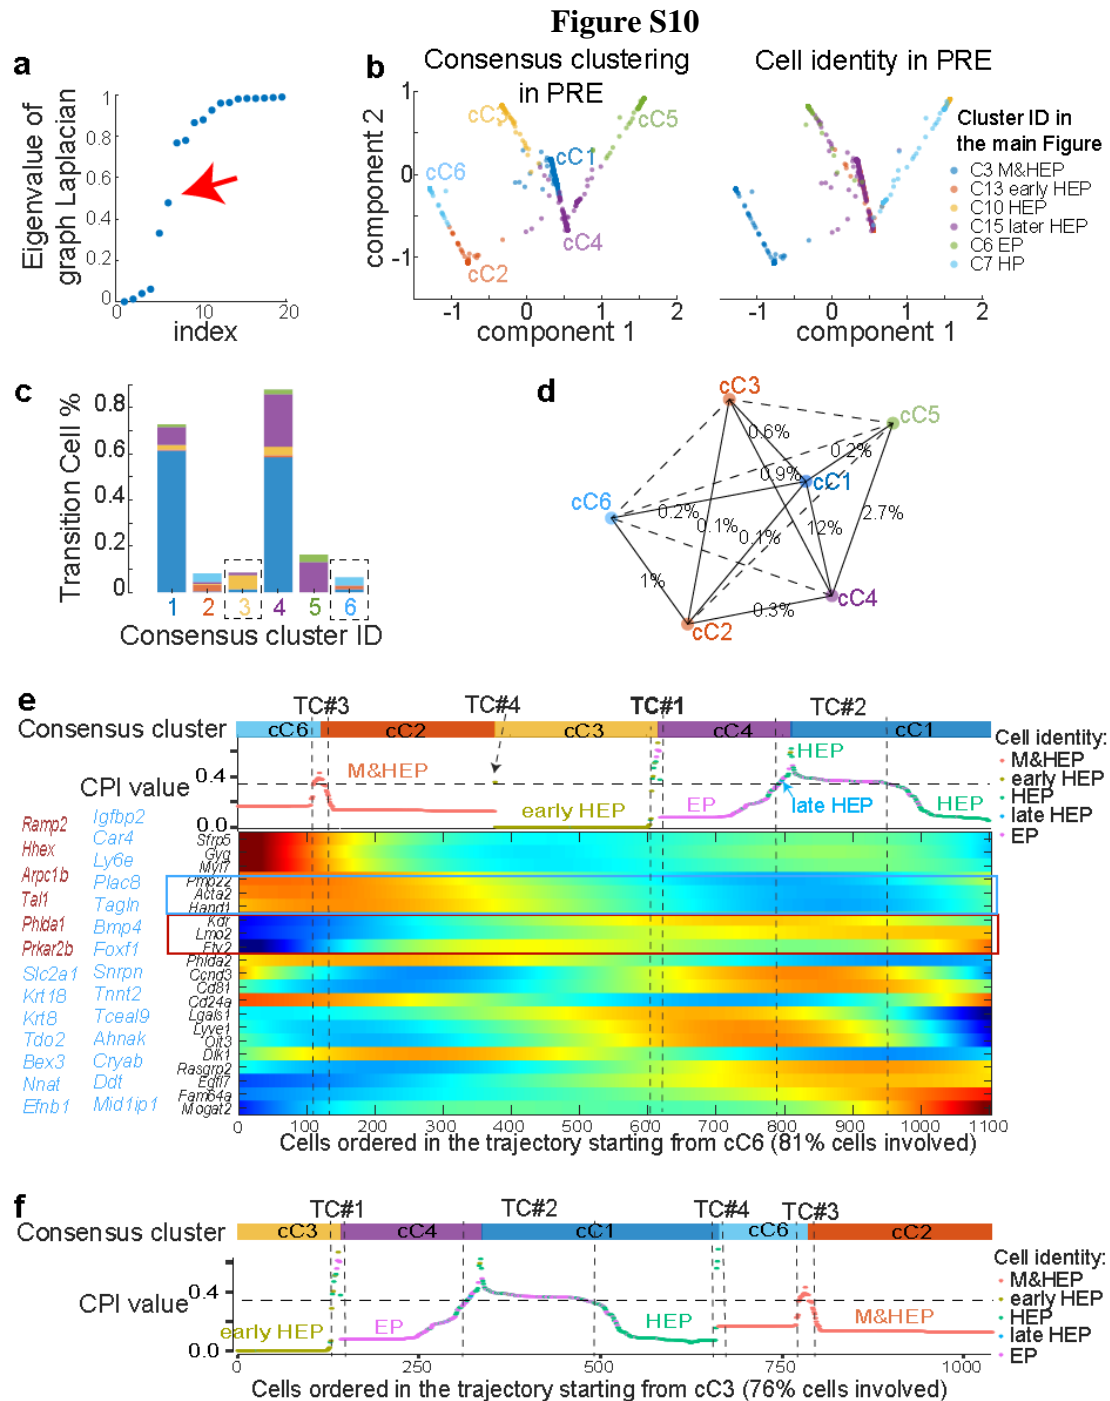 Figure S10
a
Eigenvalue of
graph Laplacian
1
0.8
0.6
0.4
0.2
0
0
10
20
index
b
Consensus clustering
in PRE
Cell identity in PRE
component 2
1
0
-1
cC3
cC5
cC1
cC6
cC4
cC2
-1
0
1
2
component 1
-1
0
1
2
component 1
Cluster ID in
the main Figure
C3 M&HEP
C13 early HEP
C10 HEP
C15 later HEP
C6 EP
C7 HP
c
Transition Cell %
0.8
0.6
0.4
0.2
0
1 2 3 4 5 6
Consensus cluster ID
d
cC3
cC5
0.6%
0.2%
0.9%
cC1
cC6
0.2%
0.1%
0.1%
12%
2.7%
1%
0.3%
cC4
cC2
e
TC#3
TC#4
TC#1
TC#2
Consensus cluster
cC6
cC2
cC3
cC4
cC1
CPI value
0.4
0.0
M&HEP
early HEP
EP
HEP
late HEP
HEP
Cell identity:
M&HEP
early HEP
HEP
late HEP
EP
Ramp2
Hhex
Arpc1b
Tal1
Phlda1
Prkar2b
Slc2a1
Krt18
Krt8
Tdo2
Bex3
Nnat
Efnb1
Igfbp2
Car4
Ly6e
Plac8
Tagln
Bmp4
Foxf1
Snrpn
Tnnt2
Tceal9
Ahnak
Cryab
Ddt
Mid1ip1
Sfrp5
Gyg
Myl7
Pmp22
Acta2
Hand1
Kdr
Lmo2
Etv2
Phlda2
Ccnd3
Cd81
Cd24a
Lgals1
Lyve1
Oit3
Dlk1
Rasgrp2
Egfl7
Fam64a
Mogat2
0 100 200 300 400 500 600 700 800 900 1000 1100
Cells ordered in the trajectory starting from cC6 (81% cells involved)
f
TC#1
TC#2
TC#4
TC#3
Consensus cluster
cC3
cC4
cC1
cC6
cC2
CPI value
0.4
0.0
early HEP
EP
HEP
M&HEP
Cell identity:
M&HEP
early HEP
HEP
late HEP
EP
0 250 500 750 1000
Cells ordered in the trajectory starting from cC3 (76% cells involved)